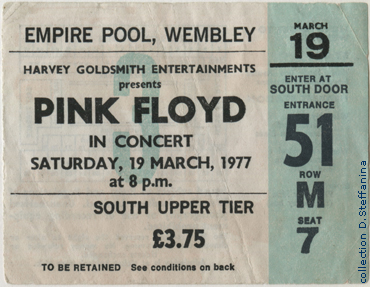 EMPIRE POOL, WEMBLEY
HARVEY GOLDSMITH ENTERTAINMENTS
presents
PINK FLOYD
IN CONCERT
SATURDAY, 19 MARCH, 1977
at 8 p.m.
SOUTH UPPER TIER
£3.75
TO BE RETAINED See conditions on back
MARCH
19
ENTER AT
SOUTH DOOR
ENTRANCE
51
ROW
M
SEAT
7
collection D.Steffanina